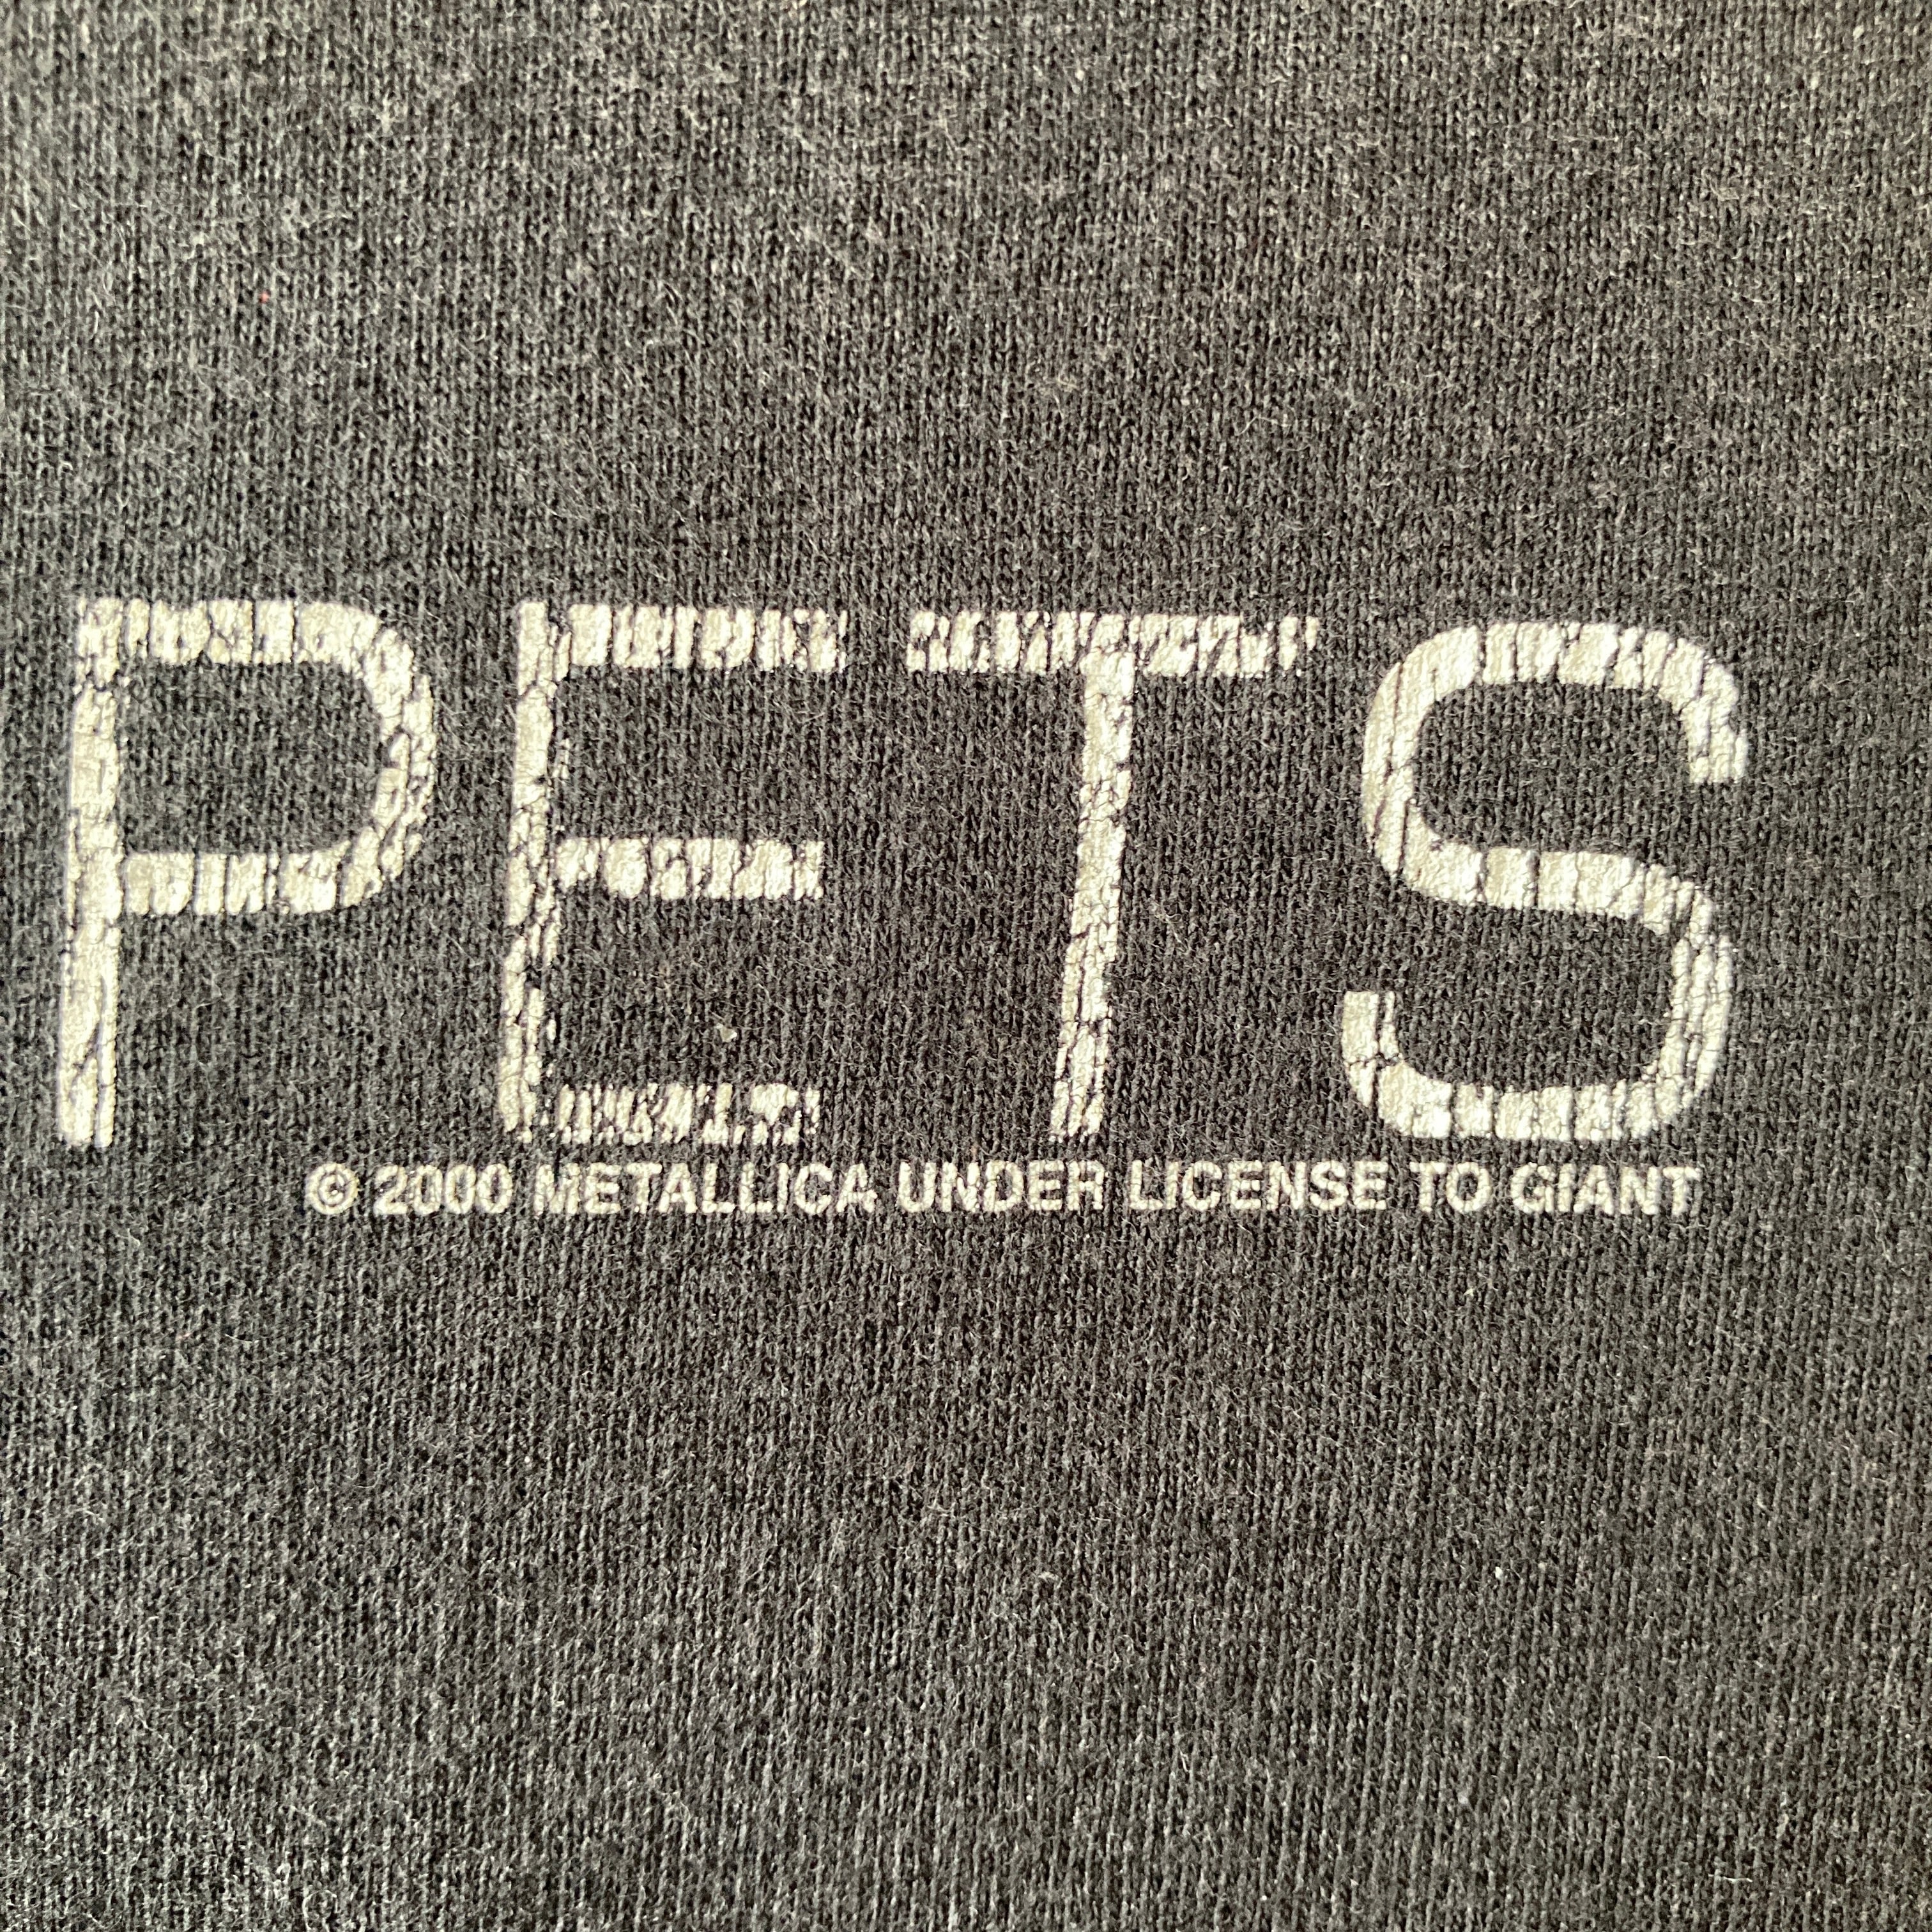 PETS
© 2000 METALLICA UNDER LICENSE TO GIANT